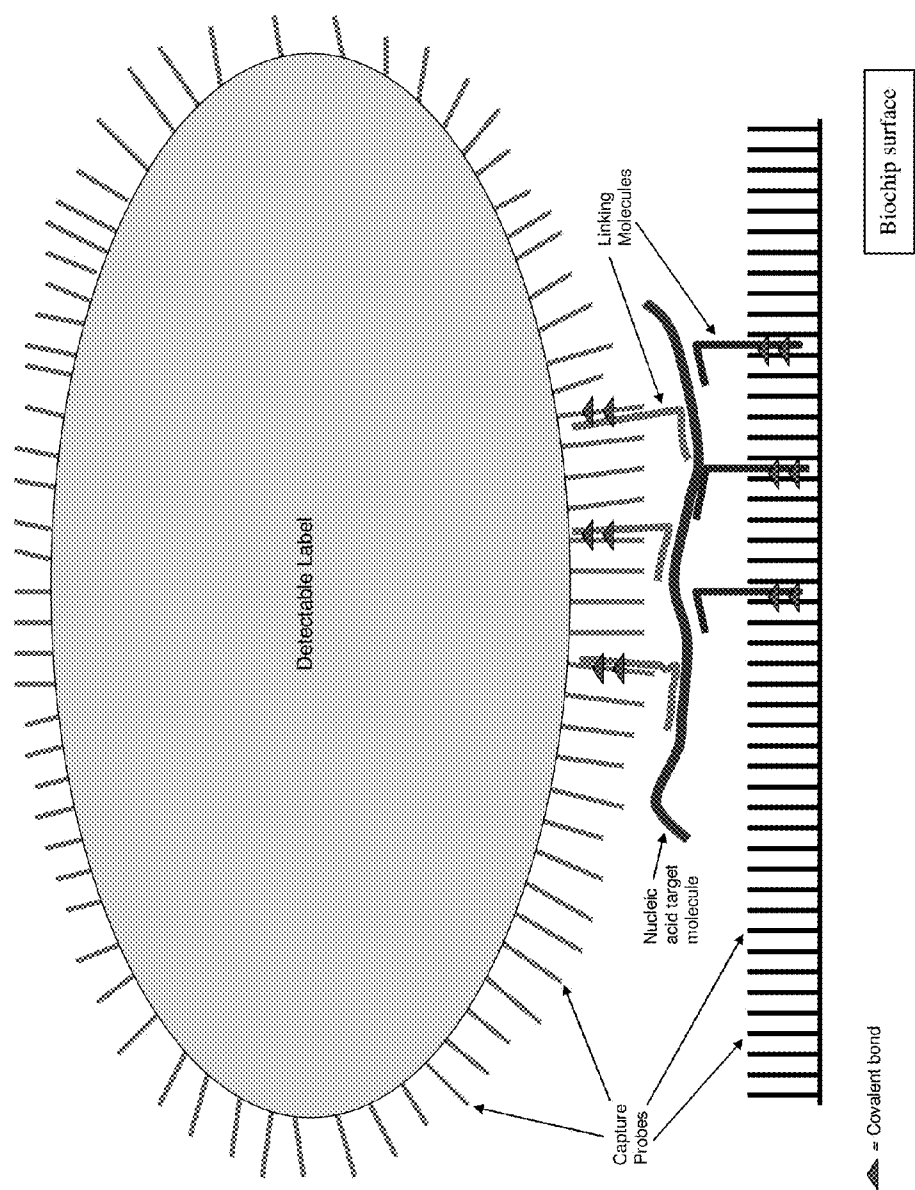 Detectable Label
Linking
Molecules
Nucleic
acid target
molecule
Capture
Probes
Biochip surface
= Covalent bond